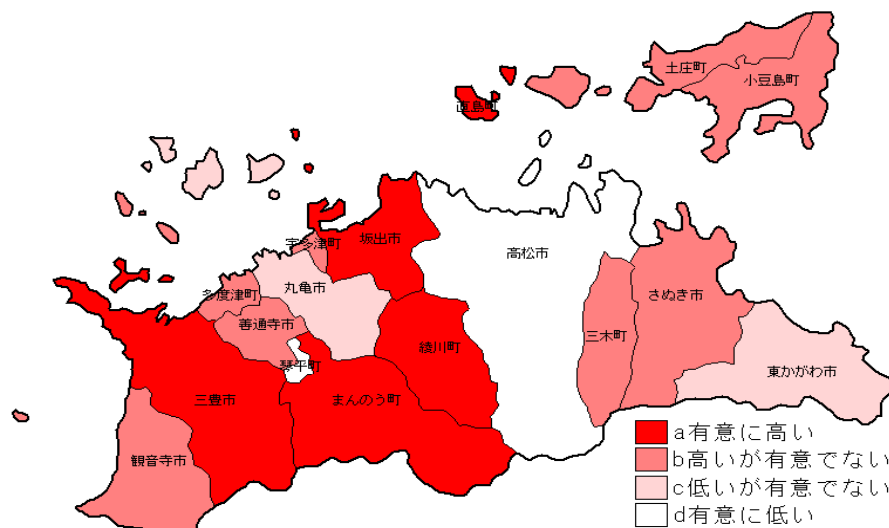 土庄町
小豆島町
直島町
宇多津町
坂出市
高松市
多度津町
丸亀市
さぬき市
善通寺市
綾川町
三木町
琴平町
東かがわ市
三豊市
まんのう町
観音寺市
a有意に高い
b高いが有意でない
c低いが有意でない
d有意に低い